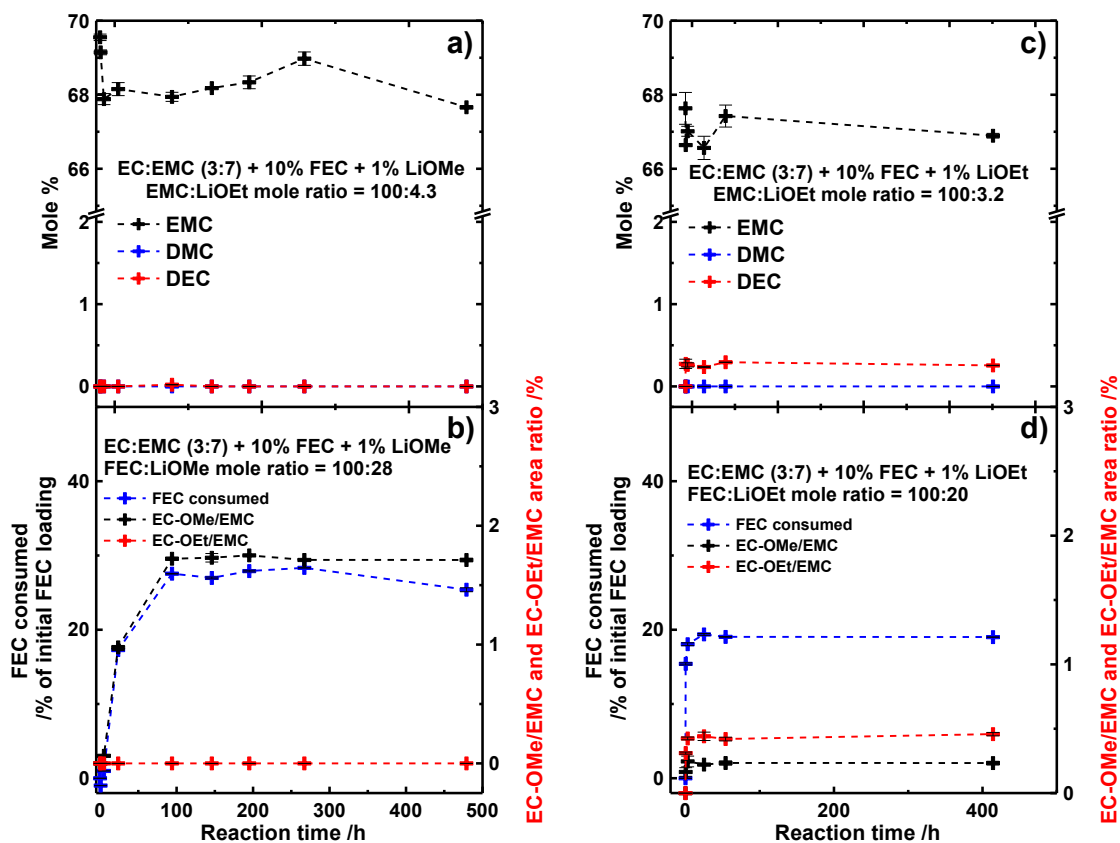 a)
70
68
66
2
1
0
Mole %
EC:EMC (3:7) + 10% FEC + 1% LiOMe
EMC:LiOEt mole ratio = 100:4.3
EMC
DMC
DEC
b)
EC:EMC (3:7) + 10% FEC + 1% LiOMe
FEC:LiOMe mole ratio = 100:28
FEC consumed
EC-OMe/EMC
EC-OEt/EMC
40
20
0
FEC consumed
/% of initial FEC loading
3
2
1
0
EC-OMe/EMC and EC-OEt/EMC area ratio /%
0 100 200 300 400 500
Reaction time /h
c)
70
68
66
2
1
0
Mole %
EC:EMC (3:7) + 10% FEC + 1% LiOEt
EMC:LiOEt mole ratio = 100:3.2
EMC
DMC
DEC
d)
EC:EMC (3:7) + 10% FEC + 1% LiOEt
FEC:LiOEt mole ratio = 100:20
FEC consumed
EC-OMe/EMC
EC-OEt/EMC
40
20
0
FEC consumed
/% of initial FEC loading
3
2
1
0
EC-OMe/EMC and EC-OEt/EMC area ratio /%
0 200 400
Reaction time /h